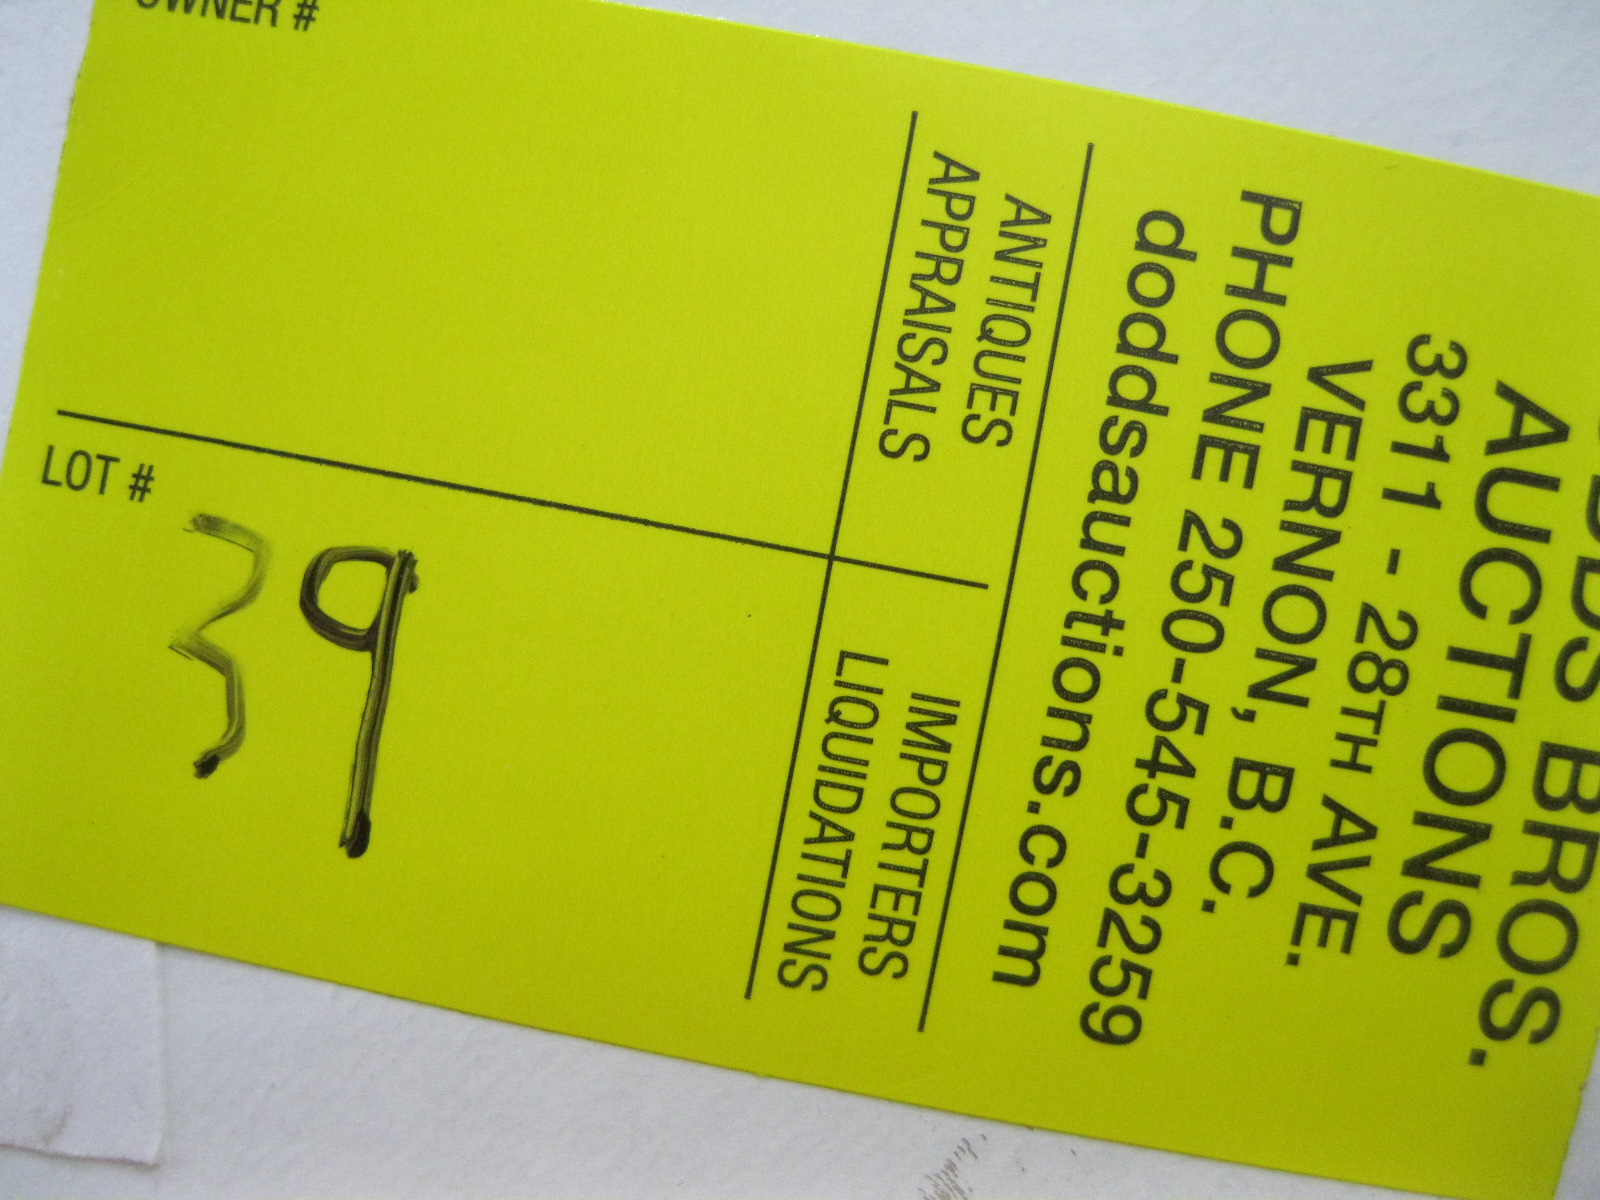 DDS BROS.
AUCTIONS
3311 - 28TH AVE.
VERNON, B.C.
PHONE 250-545-3259
doddsauctions.com
ANTIQUES
APPRAISALS
IMPORTERS
LIQUIDATIONS
OWNER #
LOT #
39